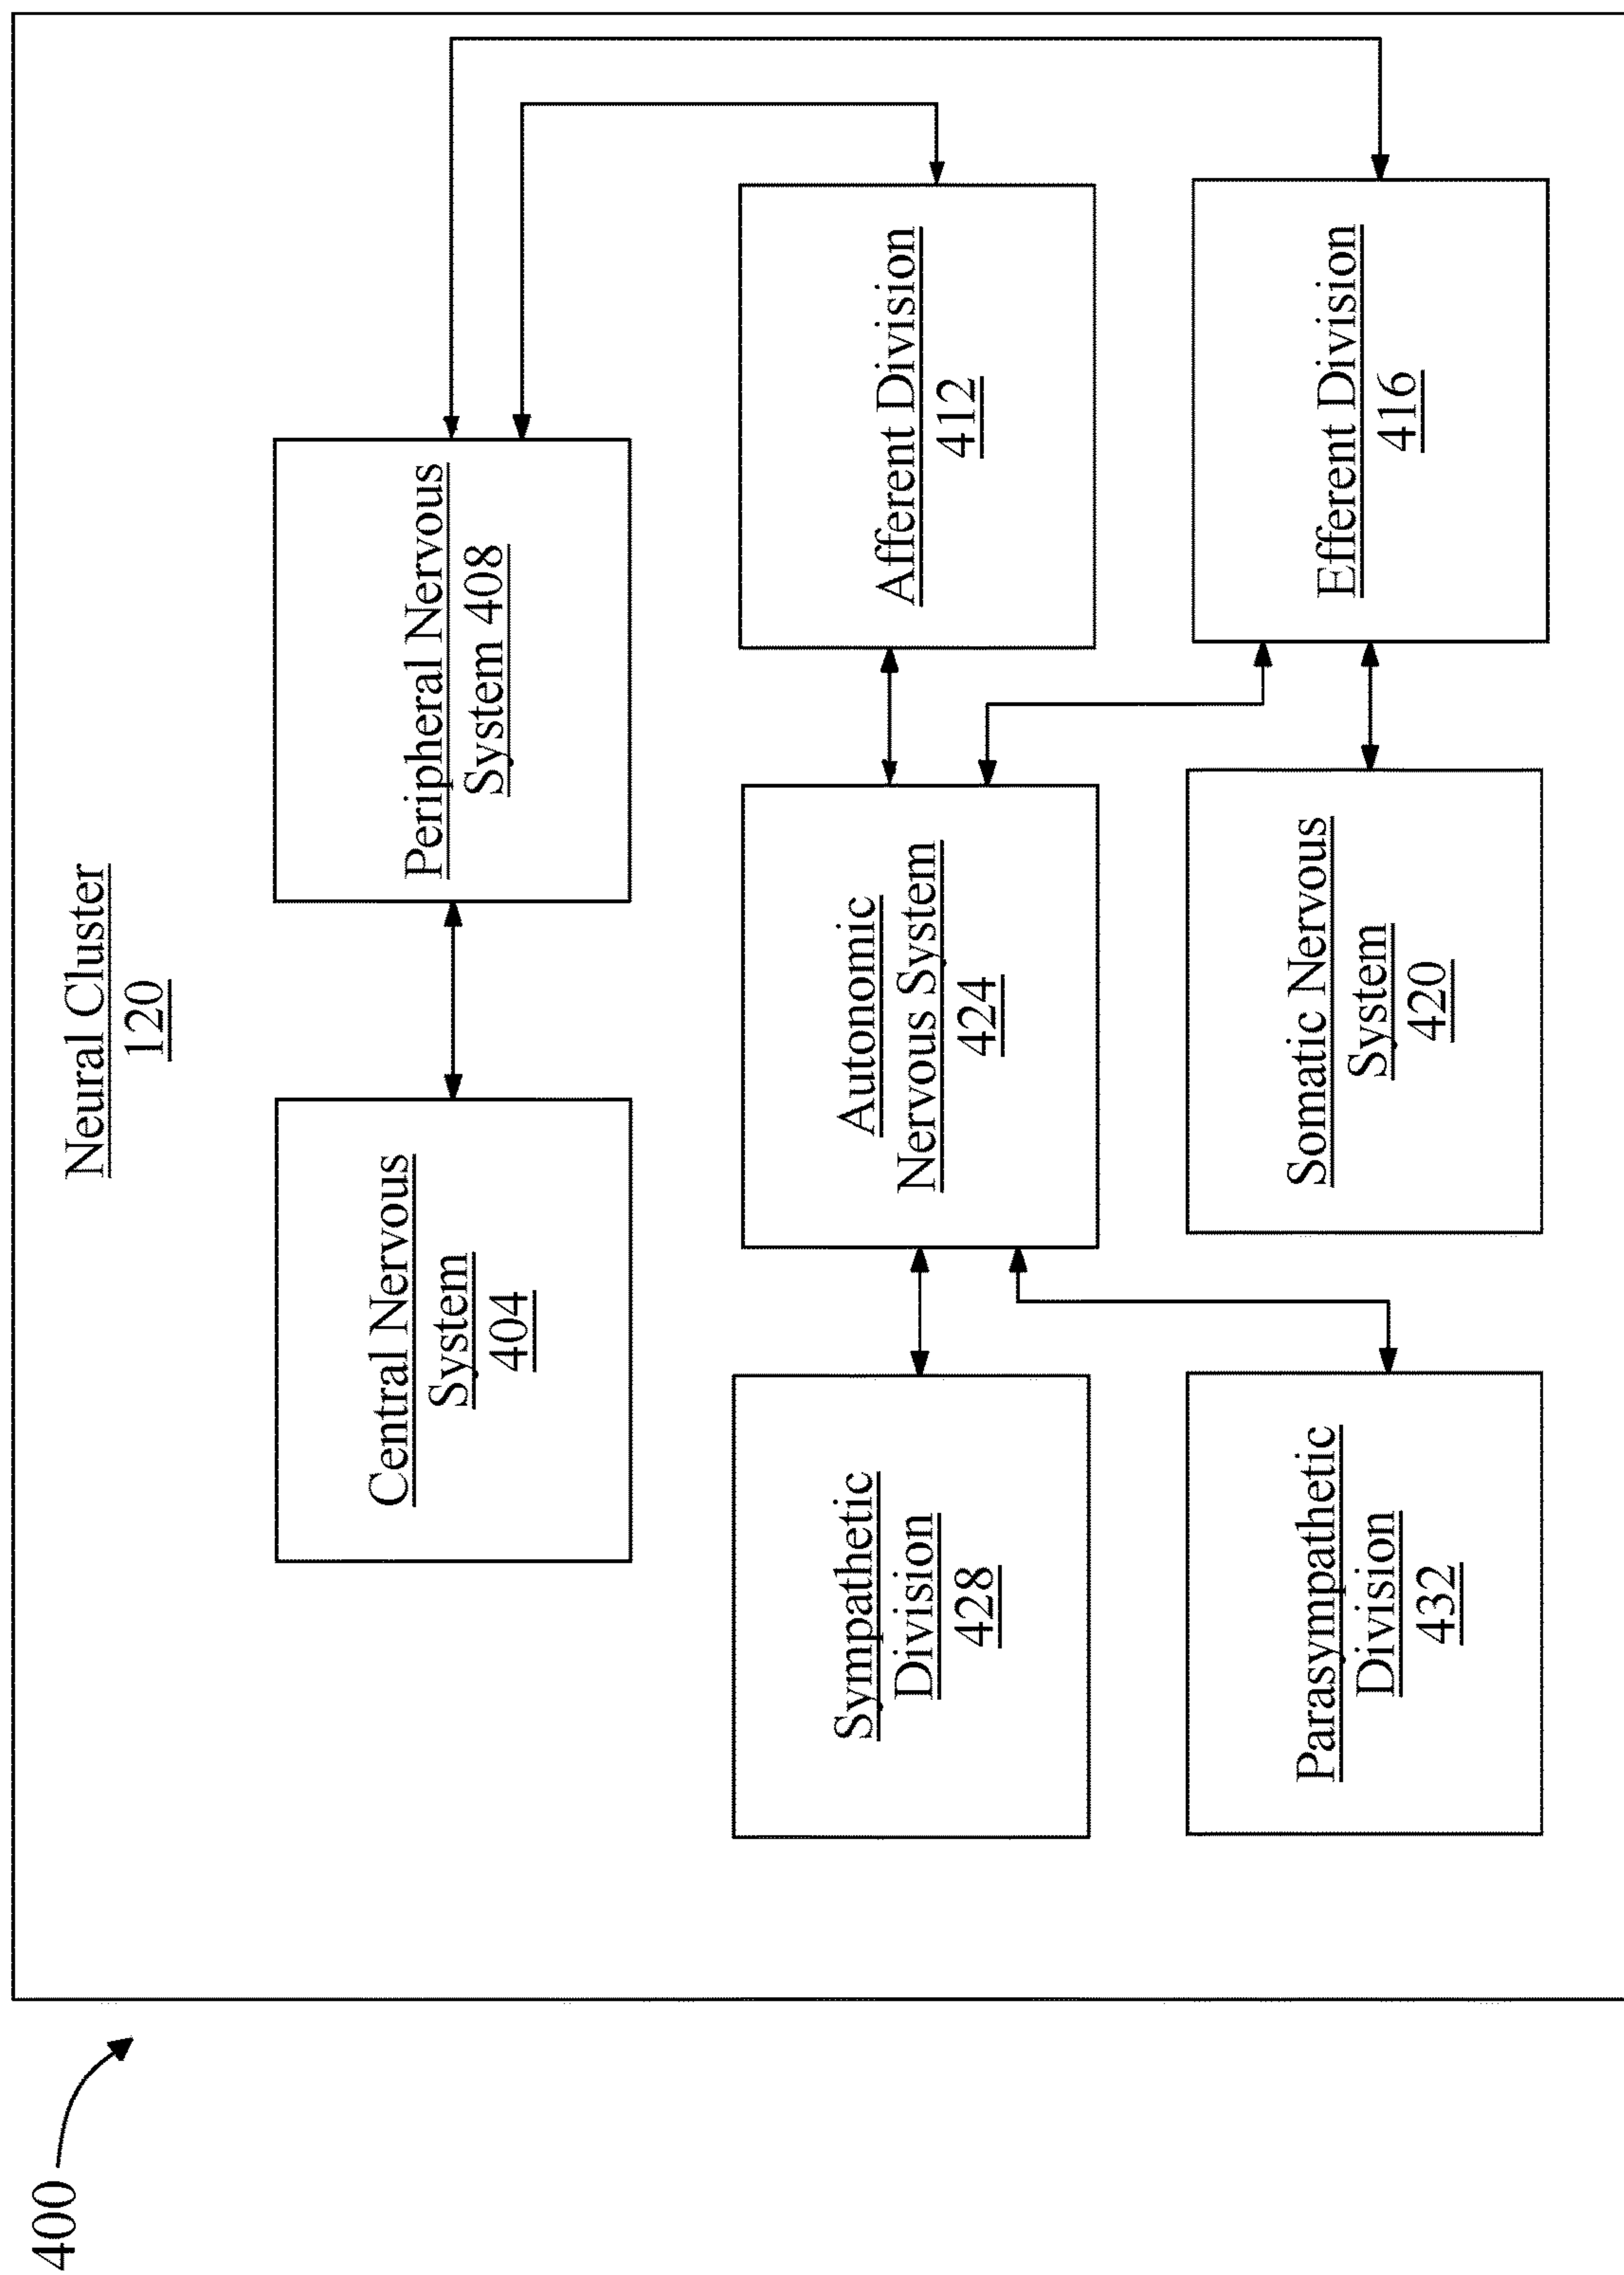 400
Neural Cluster
120
Central Nervous
System
404
Peripheral Nervous
System 408
Sympathetic
Division
428
Autonomic
Nervous System
424
Afferent Division
412
Parasympathetic
Division
432
Somatic Nervous
System
420
Efferent Division
416